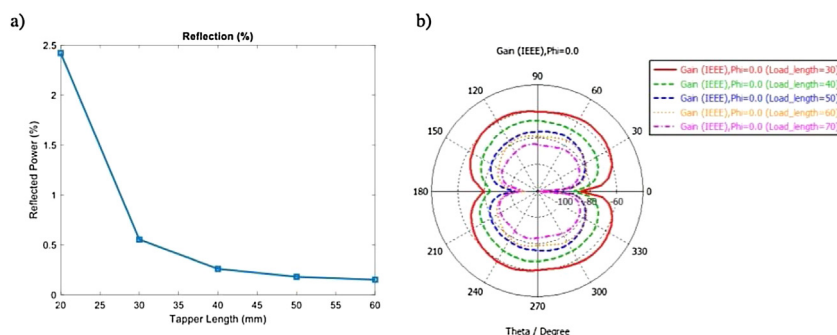 a)
Reflection (%)
2.5
2
1.5
1
0.5
0
20
25
30
35
40
45
50
55
60
Reflected Power (%)
Tapper Length (mm)
b)
Gain (IEEE),Phi=0.0
90
120
60
150
30
180
0
-100
-80
-60
210
330
240
300
270
Theta / Degree
Gain (IEEE),Phi=0.0 (Load_length=30)
Gain (IEEE),Phi=0.0 (Load_length=40)
Gain (IEEE),Phi=0.0 (Load_length=50)
Gain (IEEE),Phi=0.0 (Load_length=60)
Gain (IEEE),Phi=0.0 (Load_length=70)